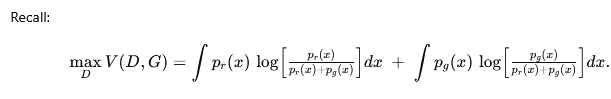 Recall:
max_D V(D, G) = ∫ p_r(x) log[ p_r(x) / (p_r(x)+p_g(x)) ] dx + ∫ p_g(x) log[ p_g(x) / (p_r(x)+p_g(x)) ] dx.